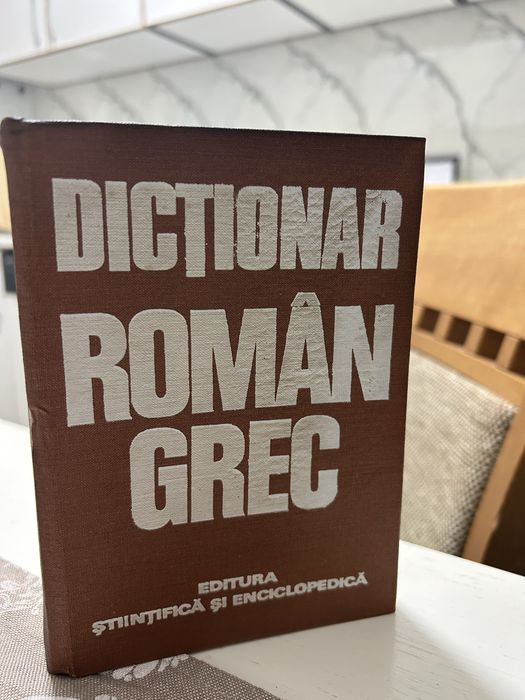 DICȚIONAR
ROMÂN
GREC
EDITURA
ȘTIINȚIFICĂ ȘI ENCICLOPEDICĂ